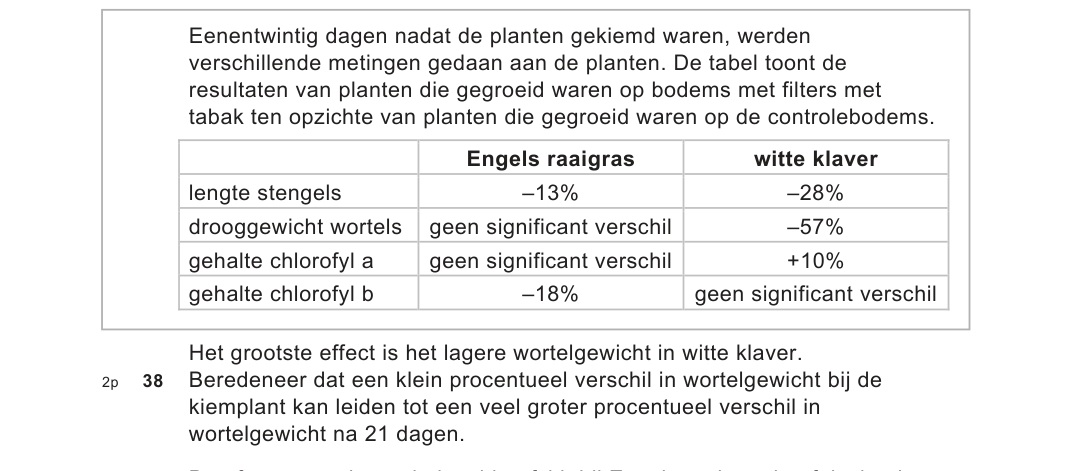 Eenentwintig dagen nadat de planten gekiemd waren, werden
verschillende metingen gedaan aan de planten. De tabel toont de
resultaten van planten die gegroeid waren op bodems met filters met
tabak ten opzichte van planten die gegroeid waren op de controlebodems.
Engels raaigras witte klaver
lengte stengels –13% –28%
drooggewicht wortels geen significant verschil –57%
gehalte chlorofyl a geen significant verschil +10%
gehalte chlorofyl b –18% geen significant verschil
Het grootste effect is het lagere wortelgewicht in witte klaver.
2p 38 Beredeneer dat een klein procentueel verschil in wortelgewicht bij de
kiemplant kan leiden tot een veel groter procentueel verschil in
wortelgewicht na 21 dagen.